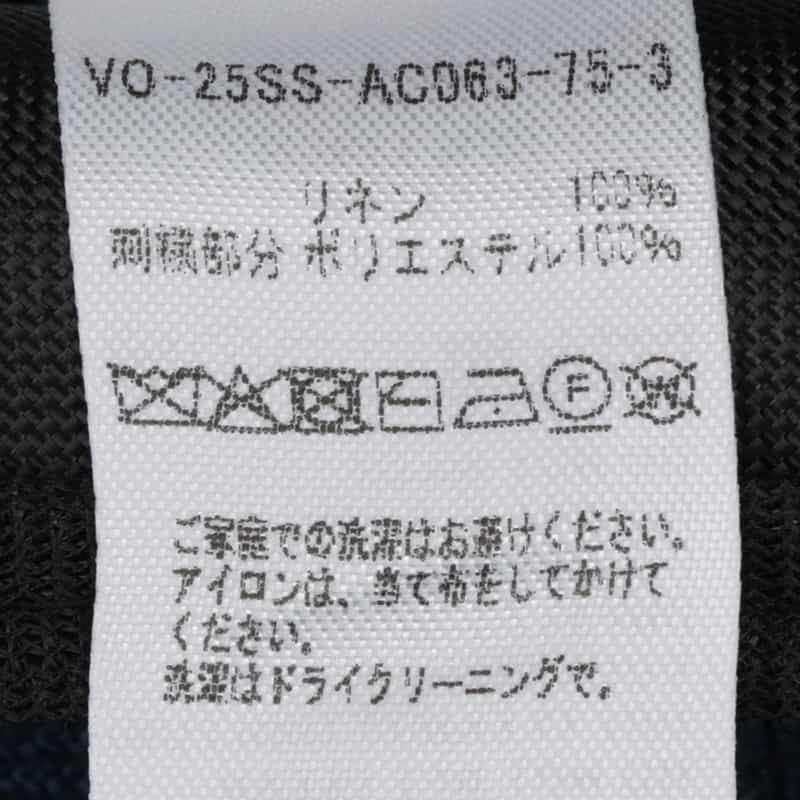 VO-25SS-AC063-75-3
リネン 100%
刺繍部分 ポリエステル100%
F
W
ご家庭での洗濯はお避けください。
アイロンは、当て布をしてかけて
ください。
洗濯はドライクリーニングで。